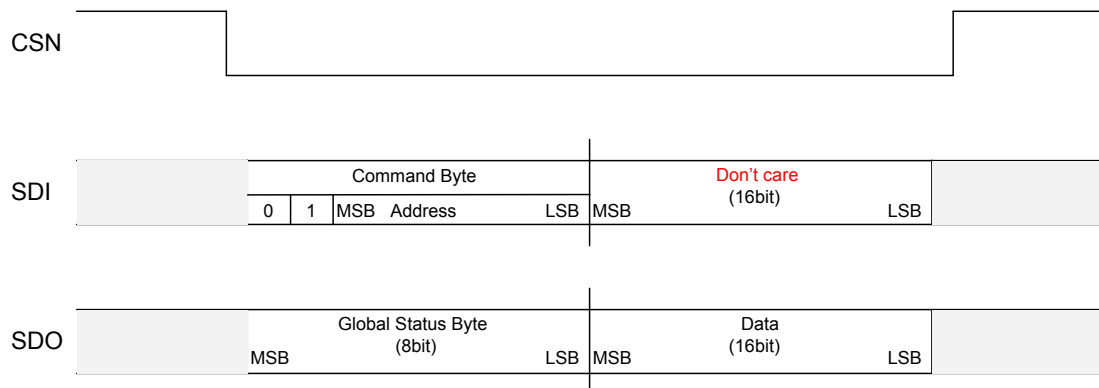 CSN
SDI
Command Byte
0 1 MSB Address LSB
Don't care
(16bit)
MSB LSB
SDO
Global Status Byte
(8bit)
MSB LSB
Data
(16bit)
MSB LSB